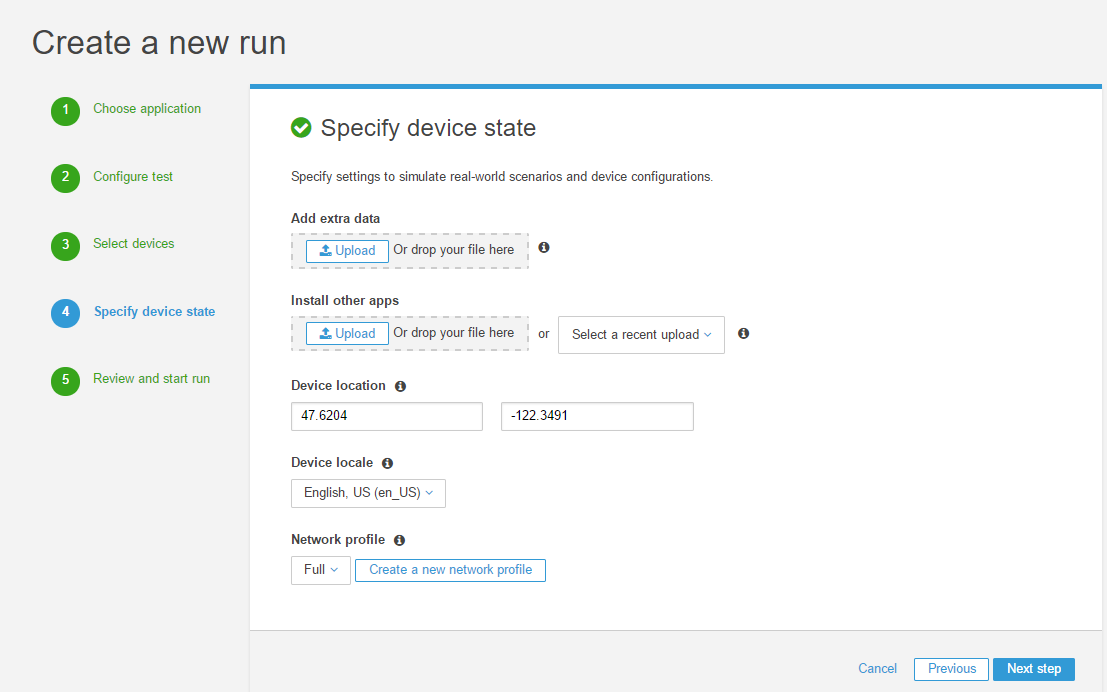 Create a new run
1 Choose application
2 Configure test
3 Select devices
4 Specify device state
5 Review and start run
Specify device state
Specify settings to simulate real-world scenarios and device configurations.
Add extra data
Upload Or drop your file here
Install other apps
Upload Or drop your file here or Select a recent upload
Device location
47.6204 -122.3491
Device locale
English, US (en_US)
Network profile
Full Create a new network profile
Cancel Previous Next step